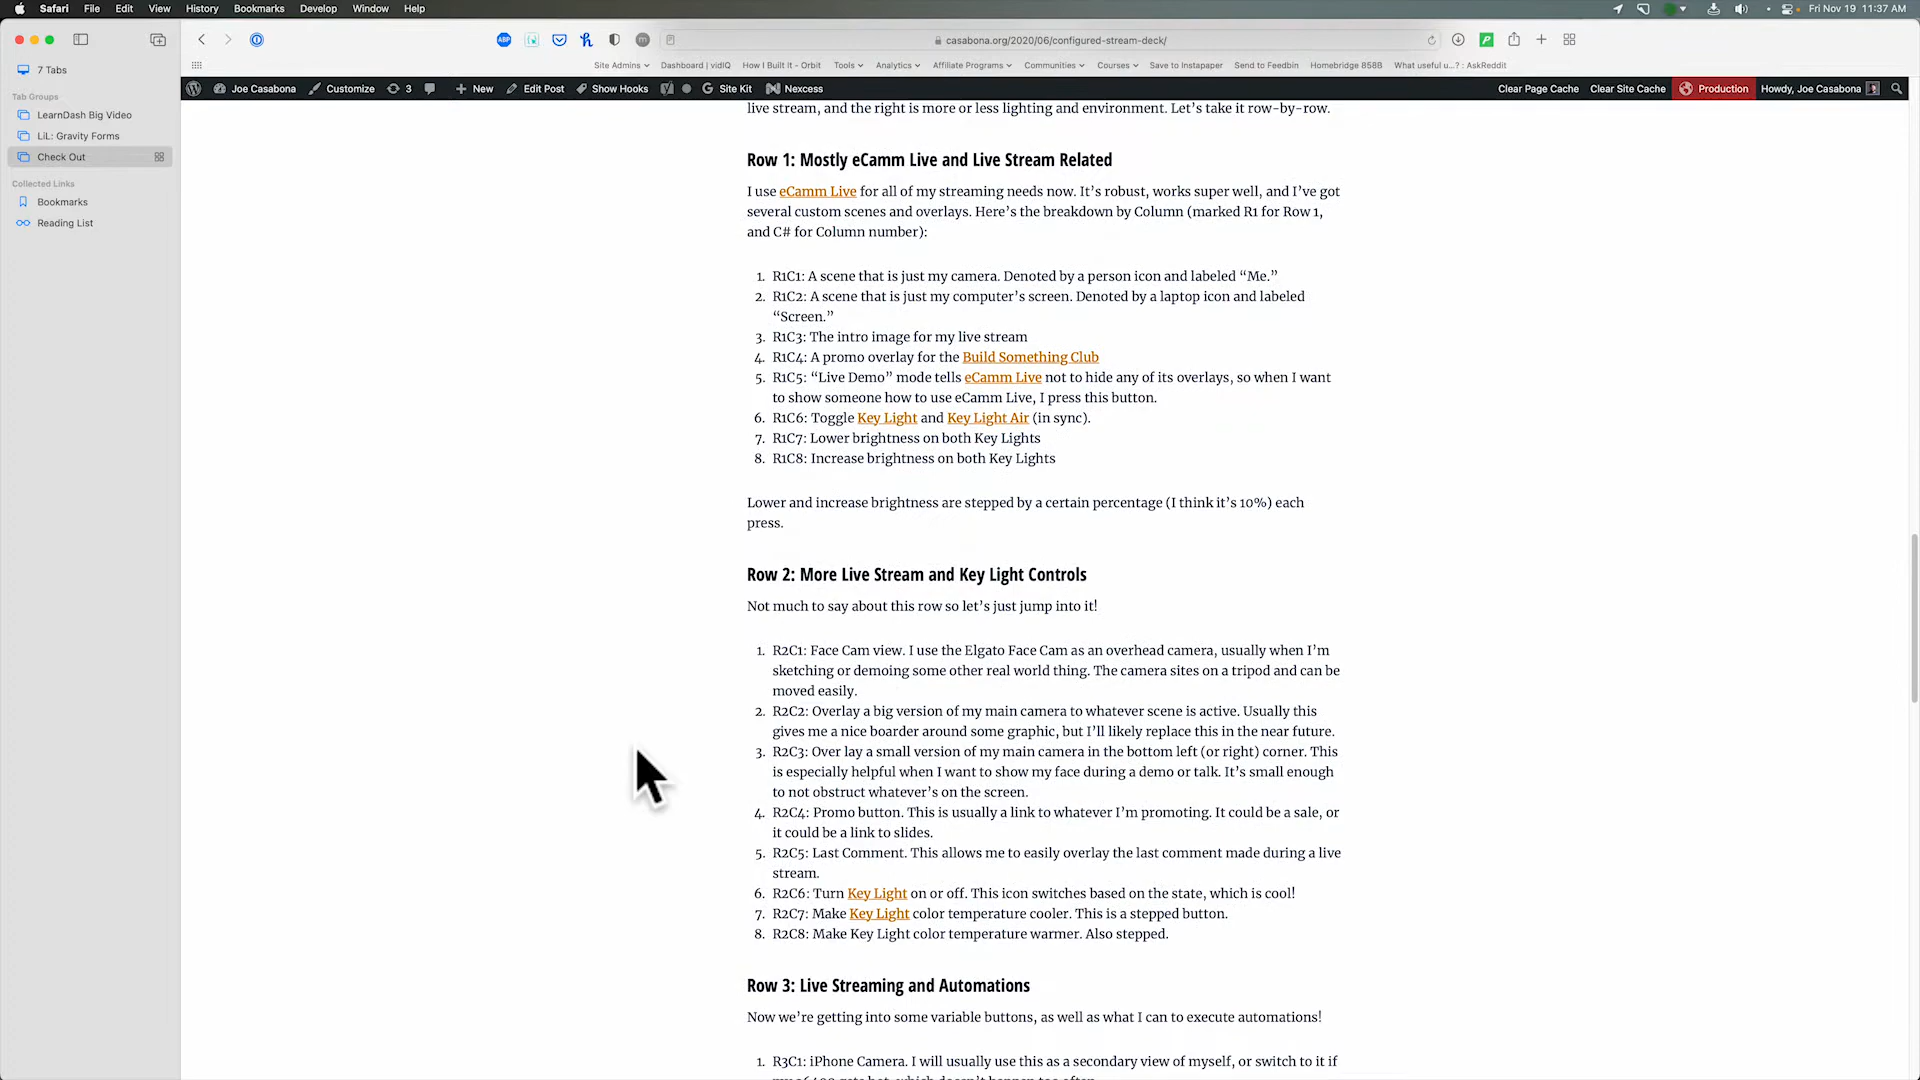 Safari File Edit View History Bookmarks Develop Window Help Fri Nov 19 11:37 AM
casabona.org/2020/06/configured-stream-deck/
7 Tabs
Site Admins Dashboard | vidIQ How I Built It - Orbit Tools Analytics Affiliate Programs Communities Courses Save to Instapaper Send to Feedbin Homebridge 858B What useful u...? : AskReddit
Joe Casabona Customize 3 New Edit Post Show Hooks Site Kit Nexcess Clear Page Cache Clear Site Cache Production Howdy, Joe Casabona
Tab Groups
LearnDash Big Video
LiL: Gravity Forms
Check Out
Collected Links
Bookmarks
Reading List
live stream, and the right is more or less lighting and environment. Let's take it row-by-row.
Row 1: Mostly eCamm Live and Live Stream Related
I use eCamm Live for all of my streaming needs now. It's robust, works super well, and I've got
several custom scenes and overlays. Here's the breakdown by Column (marked R1 for Row 1,
and C# for Column number):
1. R1C1: A scene that is just my camera. Denoted by a person icon and labeled “Me.”
2. R1C2: A scene that is just my computer's screen. Denoted by a laptop icon and labeled
“Screen.”
3. R1C3: The intro image for my live stream
4. R1C4: A promo overlay for the Build Something Club
5. R1C5: “Live Demo” mode tells eCamm Live not to hide any of its overlays, so when I want
to show someone how to use eCamm Live, I press this button.
6. R1C6: Toggle Key Light and Key Light Air (in sync).
7. R1C7: Lower brightness on both Key Lights
8. R1C8: Increase brightness on both Key Lights
Lower and increase brightness are stepped by a certain percentage (I think it's 10%) each
press.
Row 2: More Live Stream and Key Light Controls
Not much to say about this row so let's just jump into it!
1. R2C1: Face Cam view. I use the Elgato Face Cam as an overhead camera, usually when I'm
sketching or demoing some other real world thing. The camera sites on a tripod and can be
moved easily.
2. R2C2: Overlay a big version of my main camera to whatever scene is active. Usually this
gives me a nice boarder around some graphic, but I'll likely replace this in the near future.
3. R2C3: Over lay a small version of my main camera in the bottom left (or right) corner. This
is especially helpful when I want to show my face during a demo or talk. It's small enough
to not obstruct whatever's on the screen.
4. R2C4: Promo button. This is usually a link to whatever I'm promoting. It could be a sale, or
it could be a link to slides.
5. R2C5: Last Comment. This allows me to easily overlay the last comment made during a live
stream.
6. R2C6: Turn Key Light on or off. This icon switches based on the state, which is cool!
7. R2C7: Make Key Light color temperature cooler. This is a stepped button.
8. R2C8: Make Key Light color temperature warmer. Also stepped.
Row 3: Live Streaming and Automations
Now we're getting into some variable buttons, as well as what I can to execute automations!
1. R3C1: iPhone Camera. I will usually use this as a secondary view of myself, or switch to it if